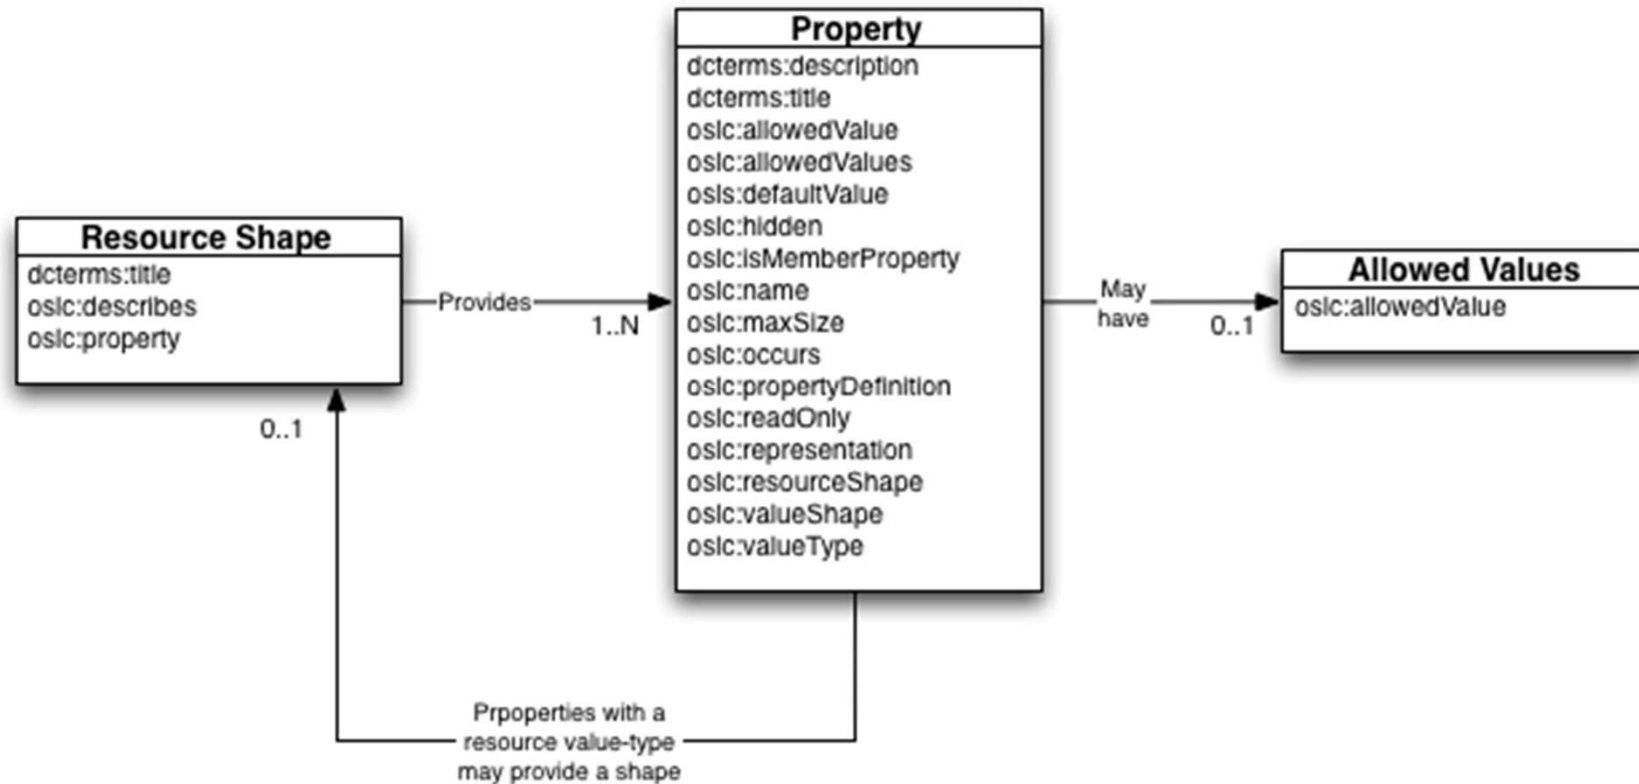 Property
dcterms:description
dcterms:title
oslc:allowedValue
oslc:allowedValues
osls:defaultValue
oslc:hidden
oslc:isMemberProperty
oslc:name
oslc:maxSize
oslc:occurs
oslc:propertyDefinition
oslc:readOnly
oslc:representation
oslc:resourceShape
oslc:valueShape
oslc:valueType
Resource Shape
dcterms:title
oslc:describes
oslc:property
Provides
1..N
May
have
0..1
Allowed Values
oslc:allowedValue
0..1
Prpoperties with a
resource value-type
may provide a shape